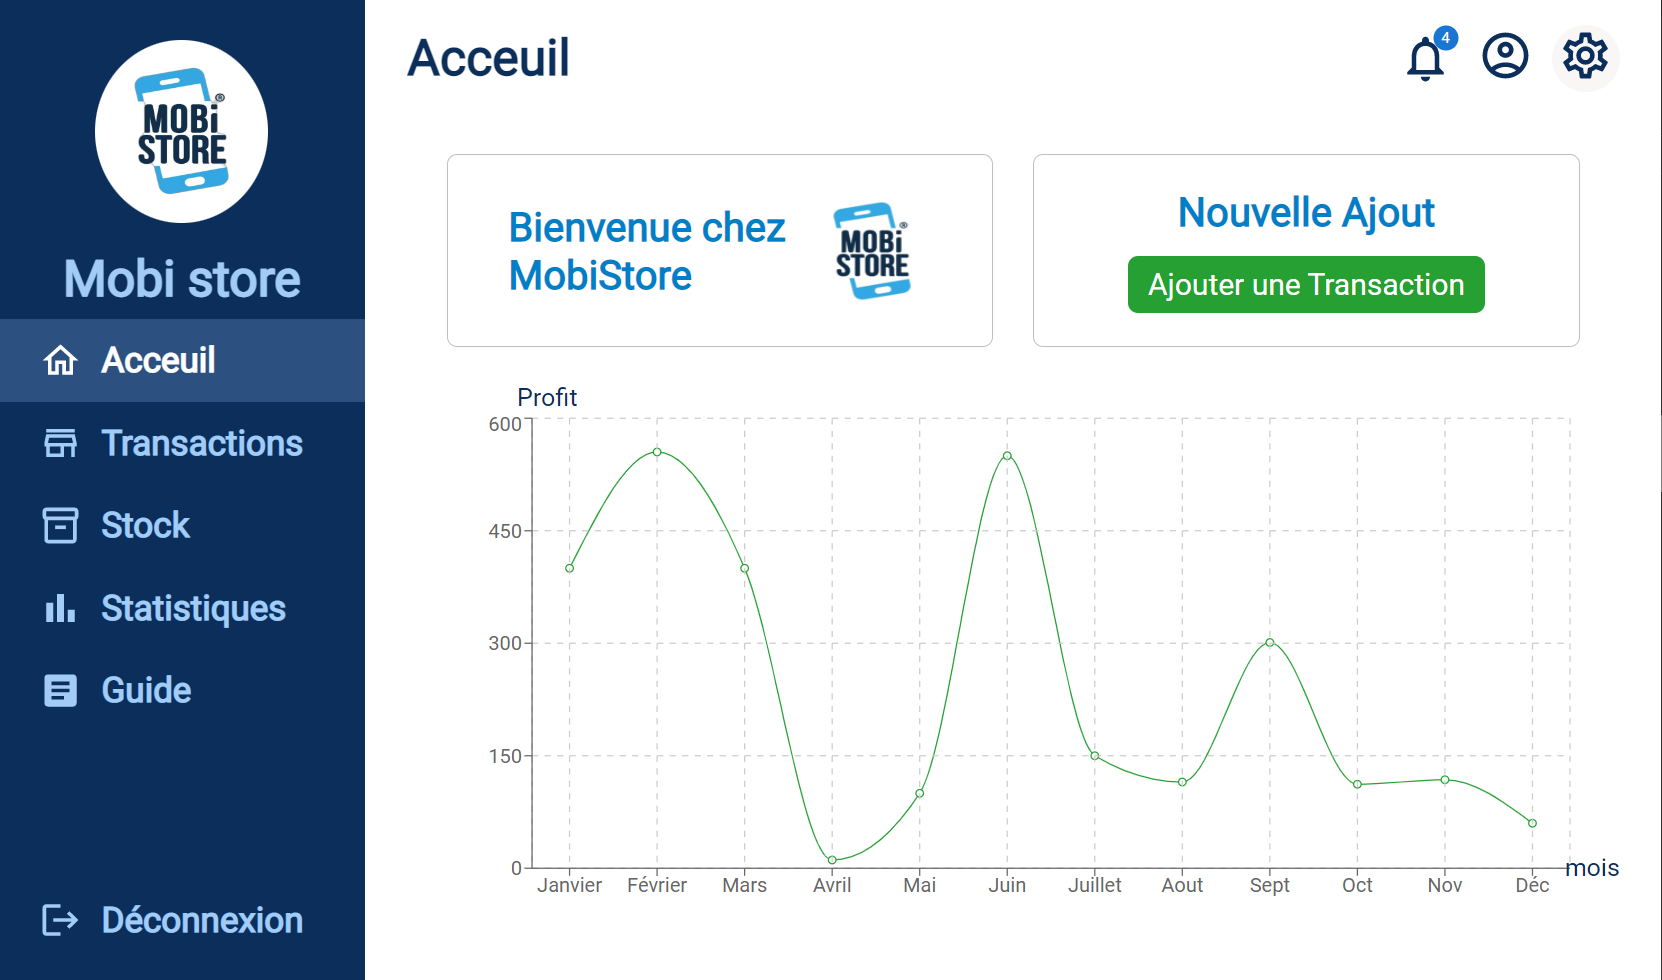 MOBi®
STORE
Mobi store
Acceuil
Transactions
Stock
Statistiques
Guide
Déconnexion
Acceuil
4
Bienvenue chez
MobiStore
MOBi®
STORE
Nouvelle Ajout
Ajouter une Transaction
Profit
600
450
300
150
0
Janvier Février Mars Avril Mai Juin Juillet Aout Sept Oct Nov Déc
mois